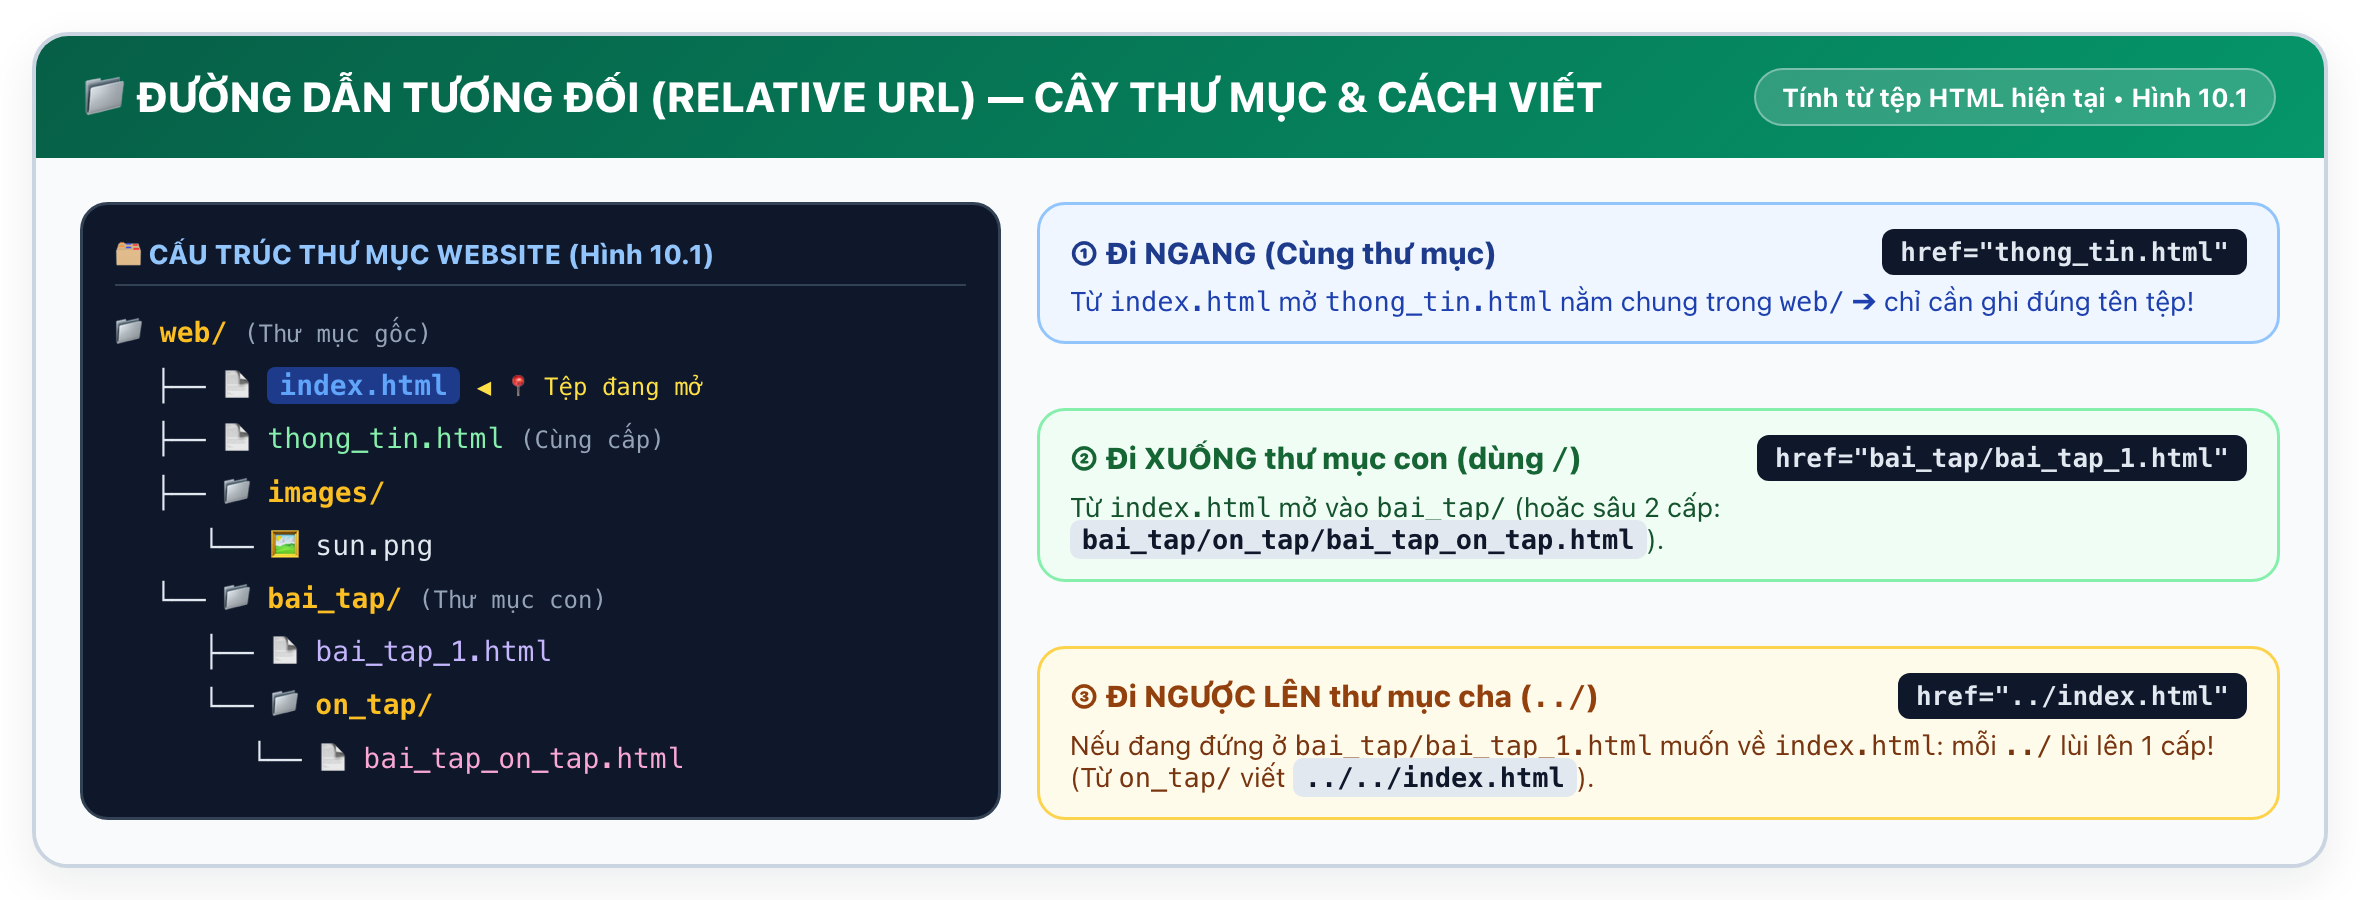 ĐƯỜNG DẪN TƯƠNG ĐỐI (RELATIVE URL) — CÂY THƯ MỤC & CÁCH VIẾT
Tính từ tệp HTML hiện tại • Hình 10.1
CẤU TRÚC THƯ MỤC WEBSITE (Hình 10.1)
web/ (Thư mục gốc)
├── index.html ◀ 📍 Tệp đang mở
├── thong_tin.html (Cùng cấp)
├── images/
└── sun.png
└── bai_tap/ (Thư mục con)
├── bai_tap_1.html
└── on_tap/
└── bai_tap_on_tap.html
① Đi NGANG (Cùng thư mục)
href="thong_tin.html"
Từ index.html mở thong_tin.html nằm chung trong web/ ➔ chỉ cần ghi đúng tên tệp!
② Đi XUỐNG thư mục con (dùng /)
href="bai_tap/bai_tap_1.html"
Từ index.html mở vào bai_tap/ (hoặc sâu 2 cấp:
bai_tap/on_tap/bai_tap_on_tap.html).
③ Đi NGƯỢC LÊN thư mục cha (../)
href="../index.html"
Nếu đang đứng ở bai_tap/bai_tap_1.html muốn về index.html: mỗi ../ lùi lên 1 cấp!
(Từ on_tap/ viết ../../index.html).